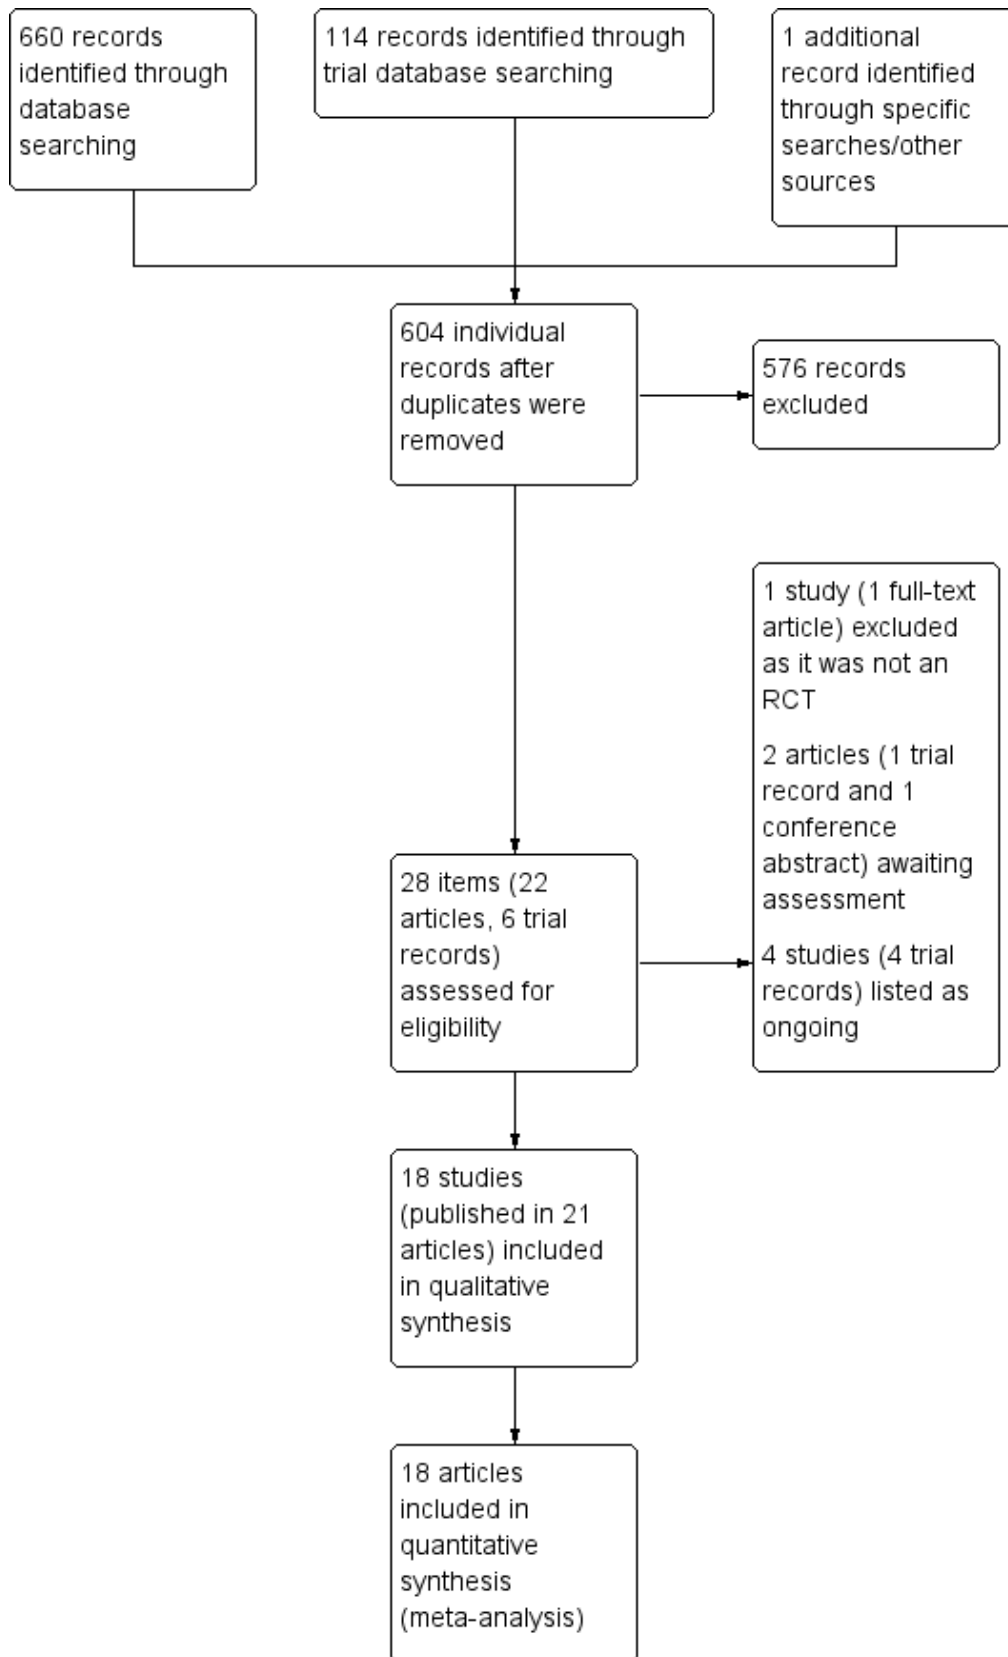 660 records
identified through
database
searching
114 records identified through
trial database searching
1 additional
record identified
through specific
searches/other
sources
604 individual
records after
duplicates were
removed
576 records
excluded
1 study (1 full-text
article) excluded
as it was not an
RCT
2 articles (1 trial
record and 1
conference
abstract) awaiting
assessment
4 studies (4 trial
records) listed as
ongoing
28 items (22
articles, 6 trial
records)
assessed for
eligibility
18 studies
(published in 21
articles) included
in qualitative
synthesis
18 articles
included in
quantitative
synthesis
(meta-analysis)